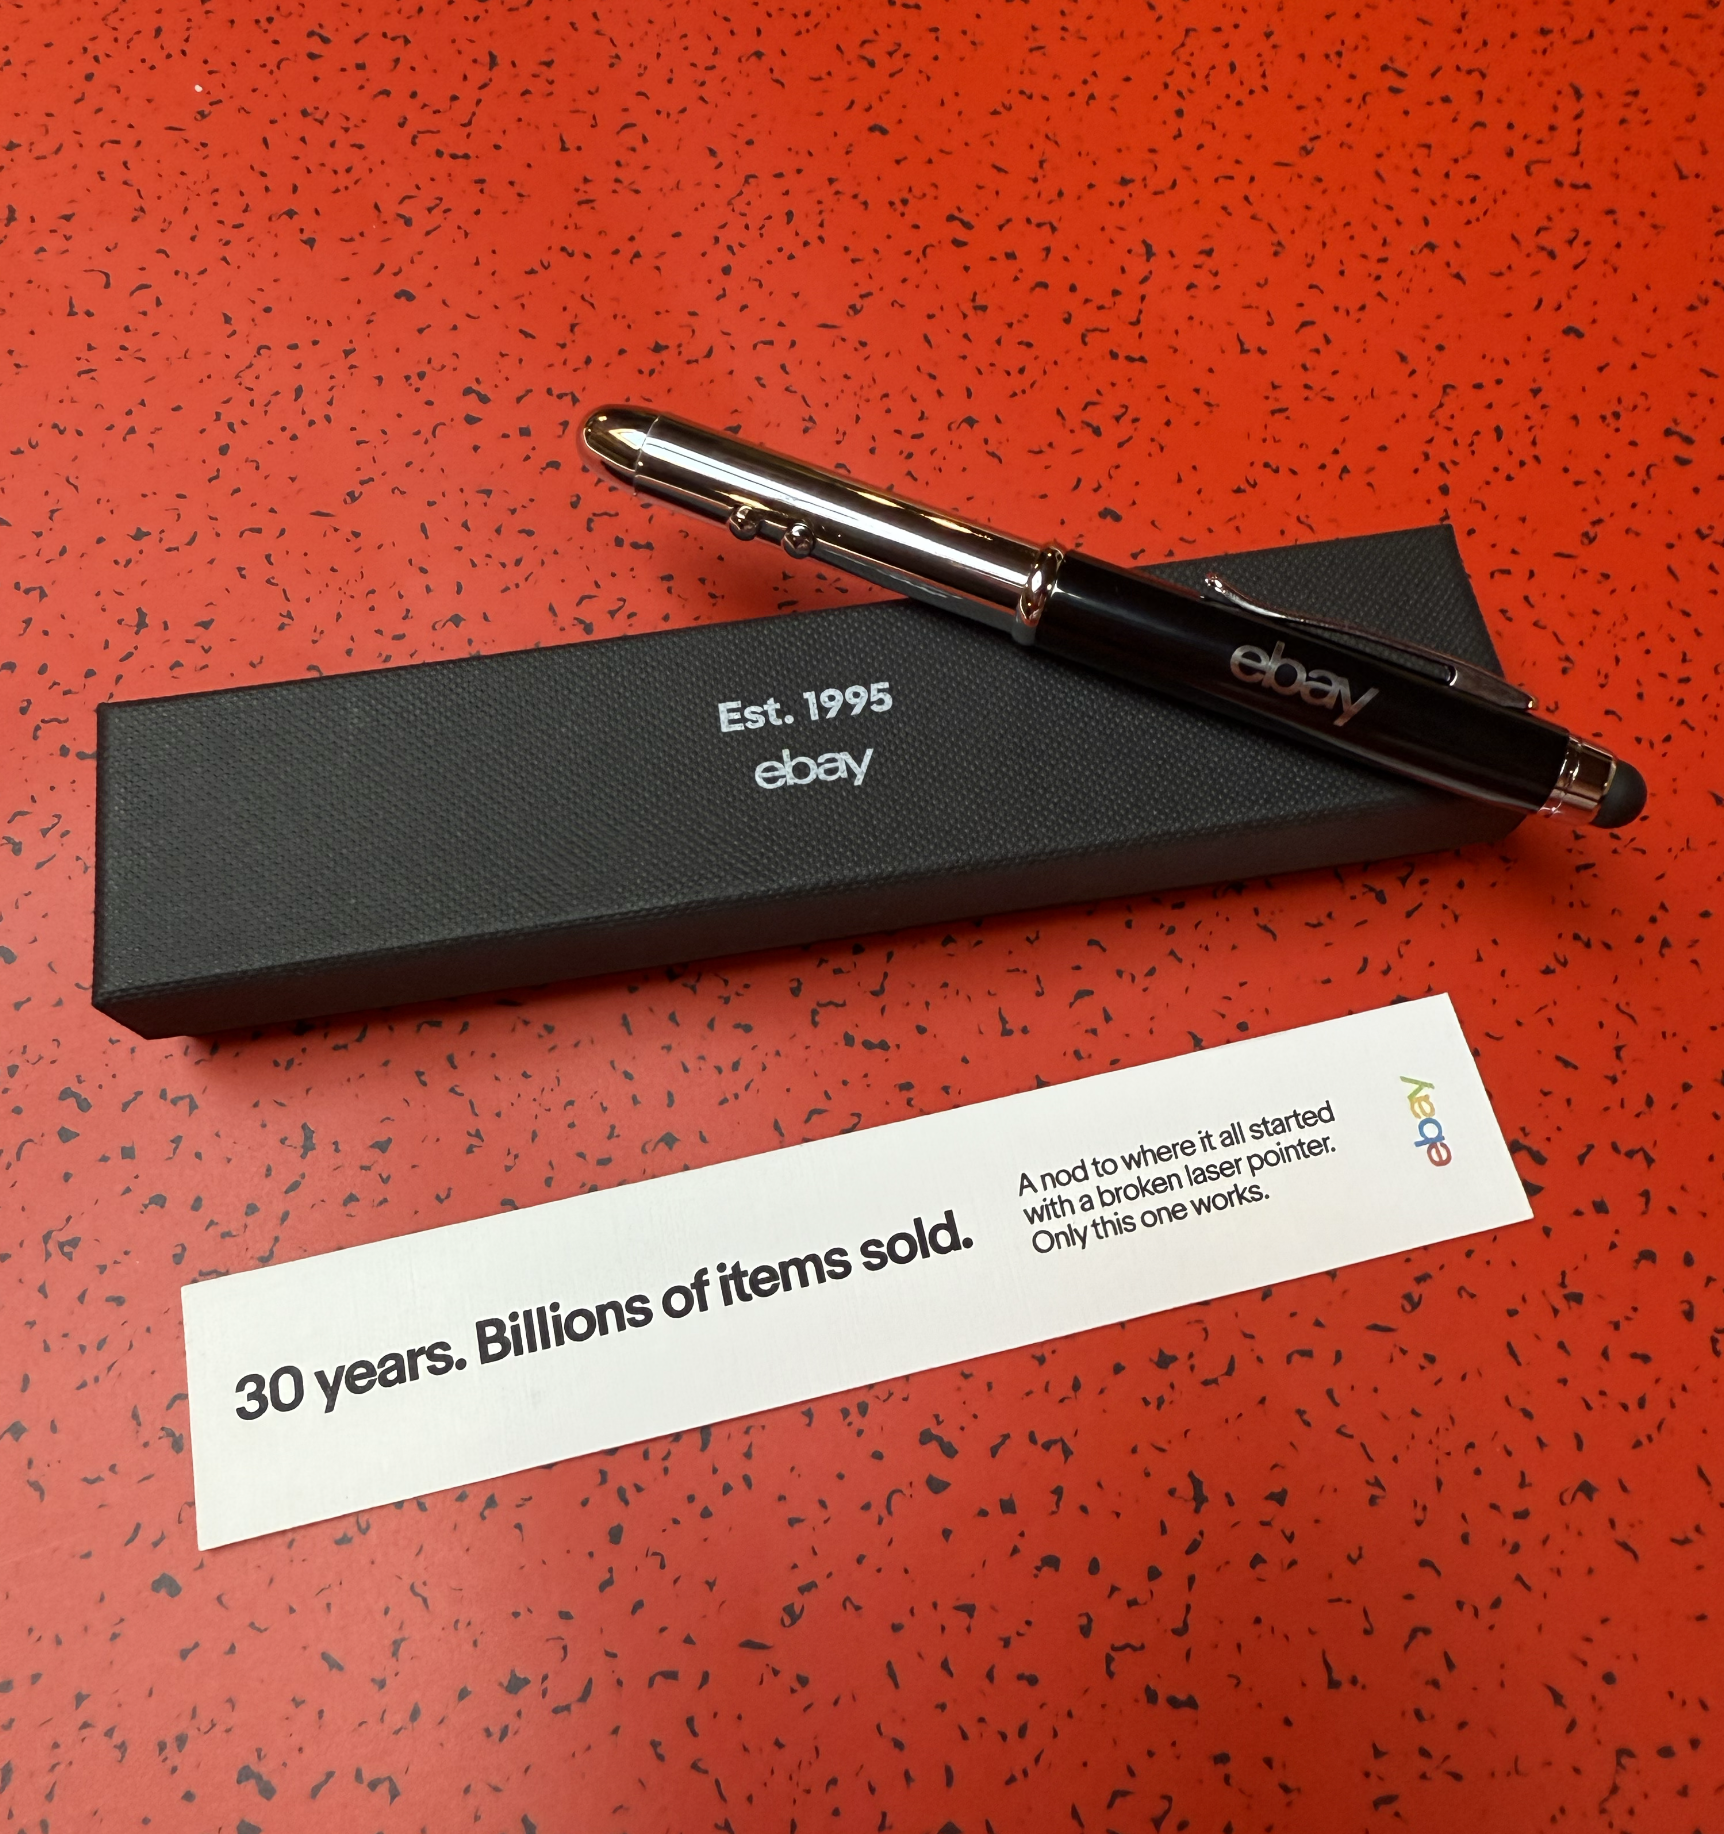 ebay
Est. 1995
ebay
30 years. Billions of items sold.
A nod to where it all started
with a broken laser pointer.
Only this one works.
ebay